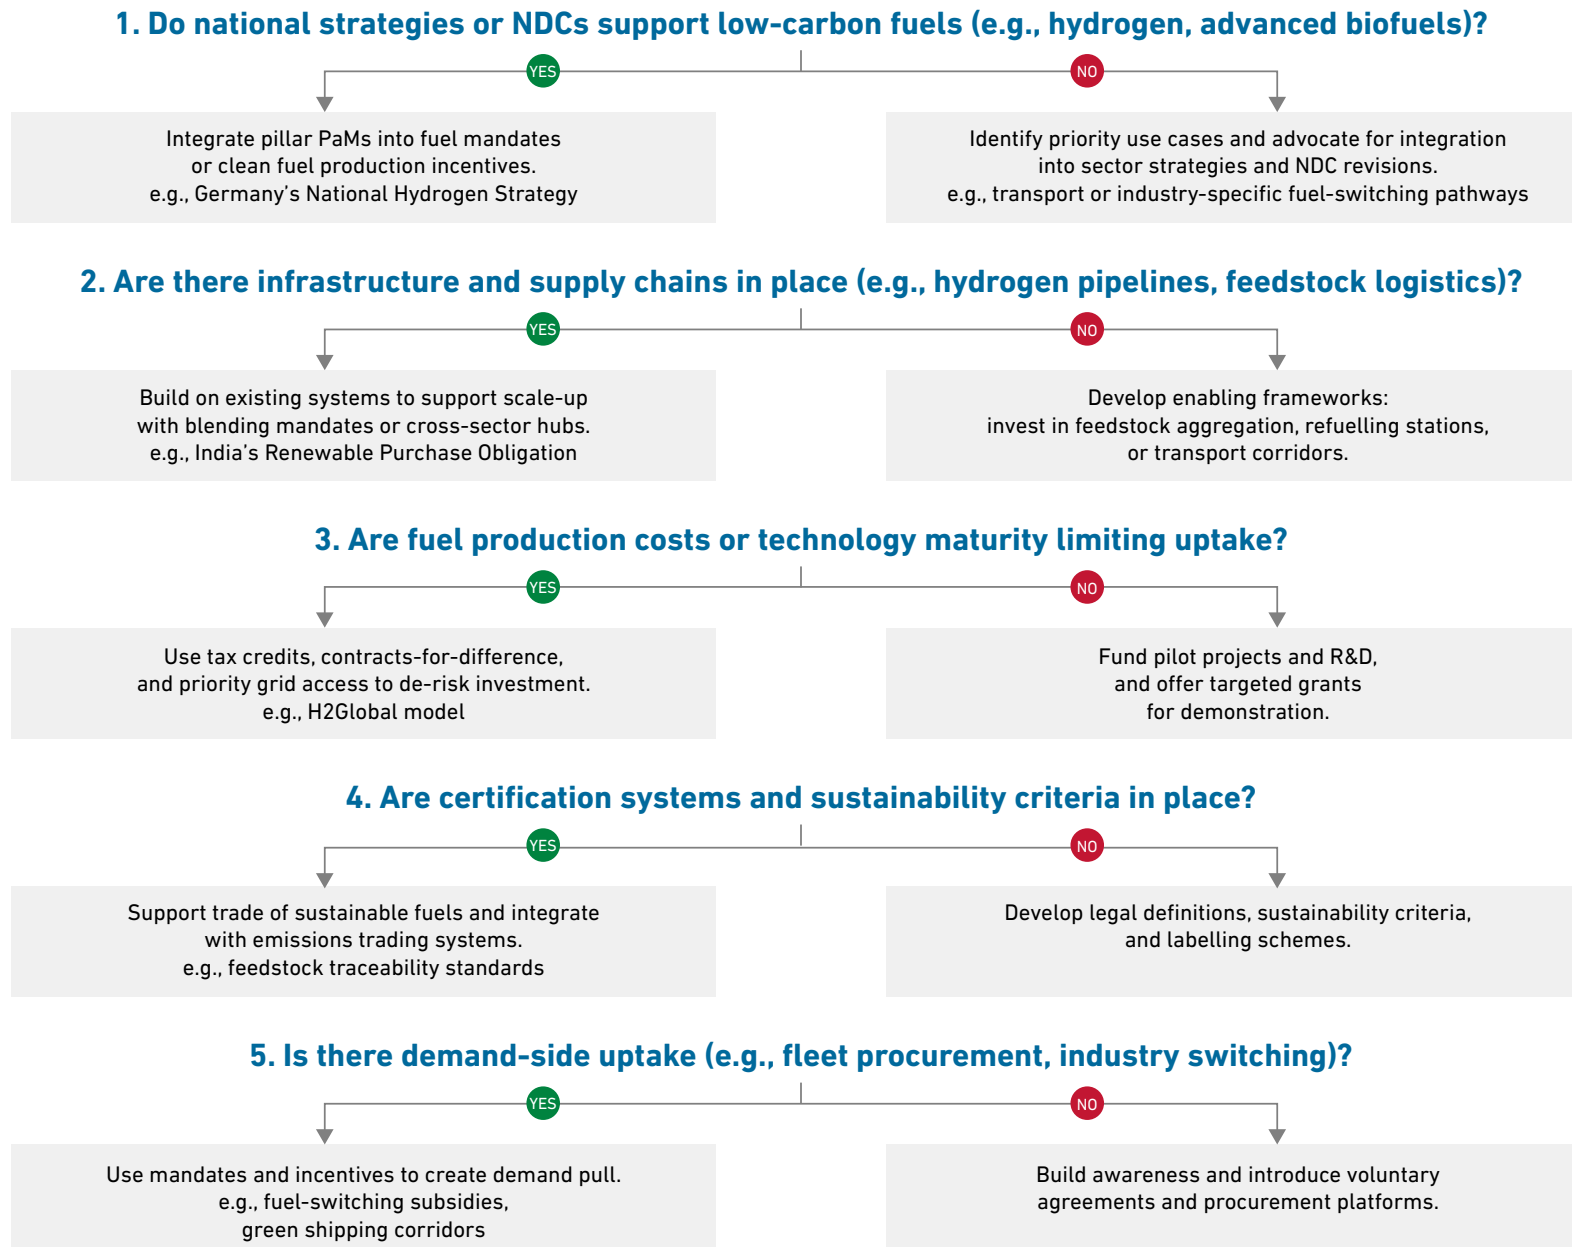 1. Do national strategies or NDCs support low-carbon fuels (e.g., hydrogen, advanced biofuels)?
YES
NO
Integrate pillar PaMs into fuel mandates
or clean fuel production incentives.
e.g., Germany's National Hydrogen Strategy
Identify priority use cases and advocate for integration
into sector strategies and NDC revisions.
e.g., transport or industry-specific fuel-switching pathways
2. Are there infrastructure and supply chains in place (e.g., hydrogen pipelines, feedstock logistics)?
YES
NO
Build on existing systems to support scale-up
with blending mandates or cross-sector hubs.
e.g., India's Renewable Purchase Obligation
Develop enabling frameworks:
invest in feedstock aggregation, refuelling stations,
or transport corridors.
3. Are fuel production costs or technology maturity limiting uptake?
YES
NO
Use tax credits, contracts-for-difference,
and priority grid access to de-risk investment.
e.g., H2Global model
Fund pilot projects and R&D,
and offer targeted grants
for demonstration.
4. Are certification systems and sustainability criteria in place?
YES
NO
Support trade of sustainable fuels and integrate
with emissions trading systems.
e.g., feedstock traceability standards
Develop legal definitions, sustainability criteria,
and labelling schemes.
5. Is there demand-side uptake (e.g., fleet procurement, industry switching)?
YES
NO
Use mandates and incentives to create demand pull.
e.g., fuel-switching subsidies,
green shipping corridors
Build awareness and introduce voluntary
agreements and procurement platforms.